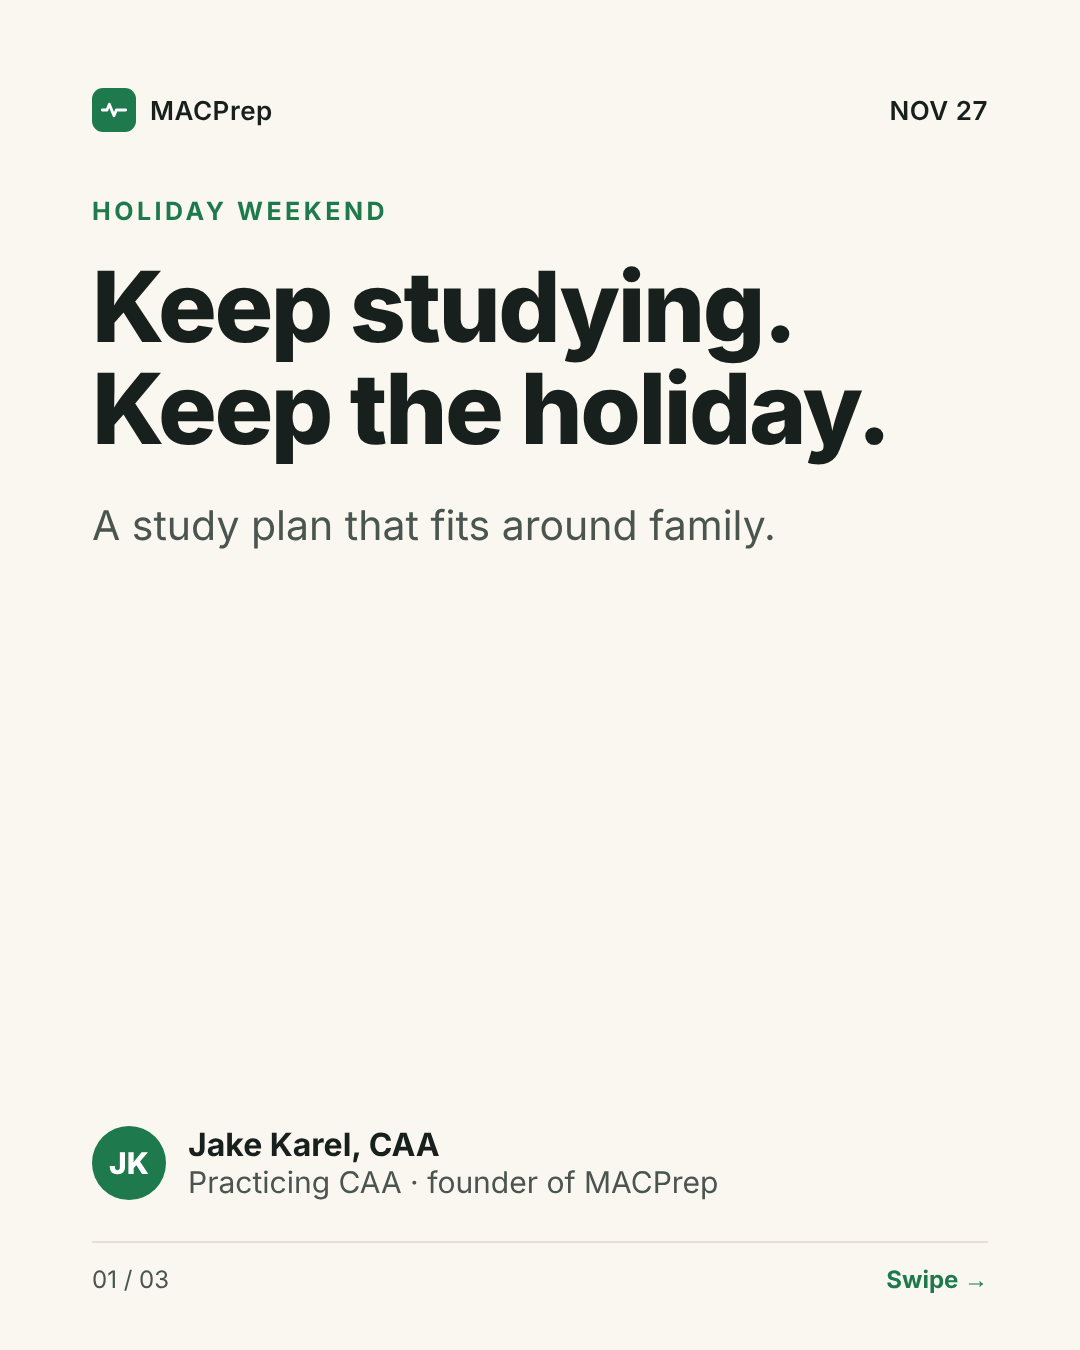 MACPrep
NOV 27
HOLIDAY WEEKEND
Keep studying.
Keep the holiday.
A study plan that fits around family.
JK
Jake Karel, CAA
Practicing CAA · founder of MACPrep
01 / 03
Swipe →